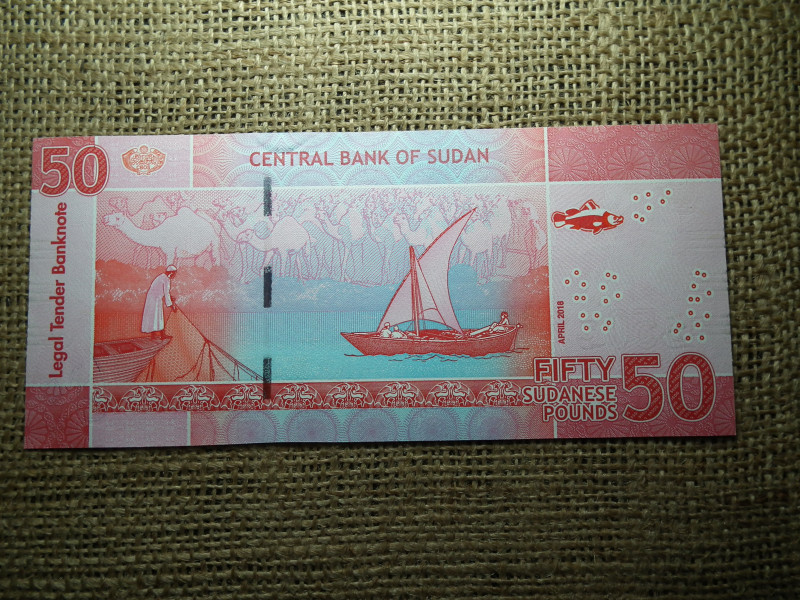 50
CENTRAL BANK OF SUDAN
Legal Tender Banknote
APRIL 2018
FIFTY
SUDANESE
POUNDS
50